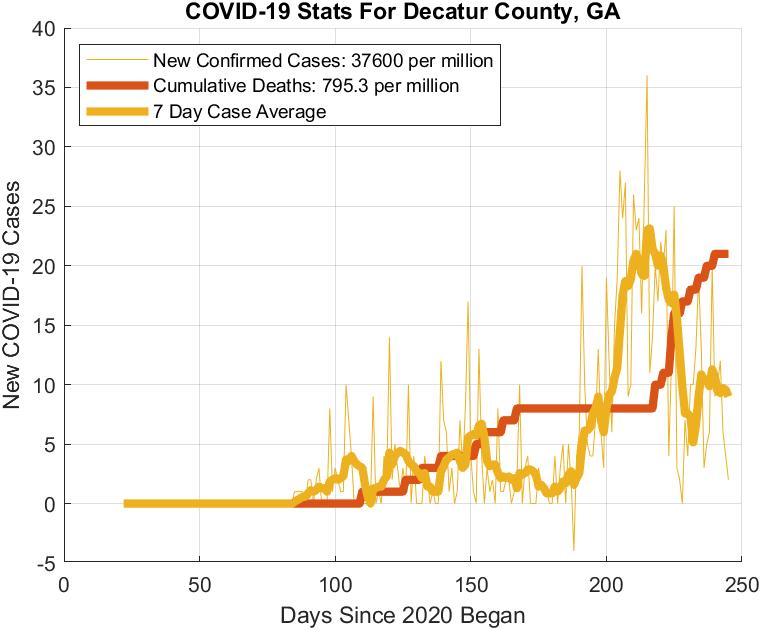 COVID-19 Stats For Decatur County, GA
New Confirmed Cases: 37600 per million
Cumulative Deaths: 795.3 per million
7 Day Case Average
New COVID-19 Cases
40
35
30
25
20
15
10
5
0
-5
0 50 100 150 200 250
Days Since 2020 Began